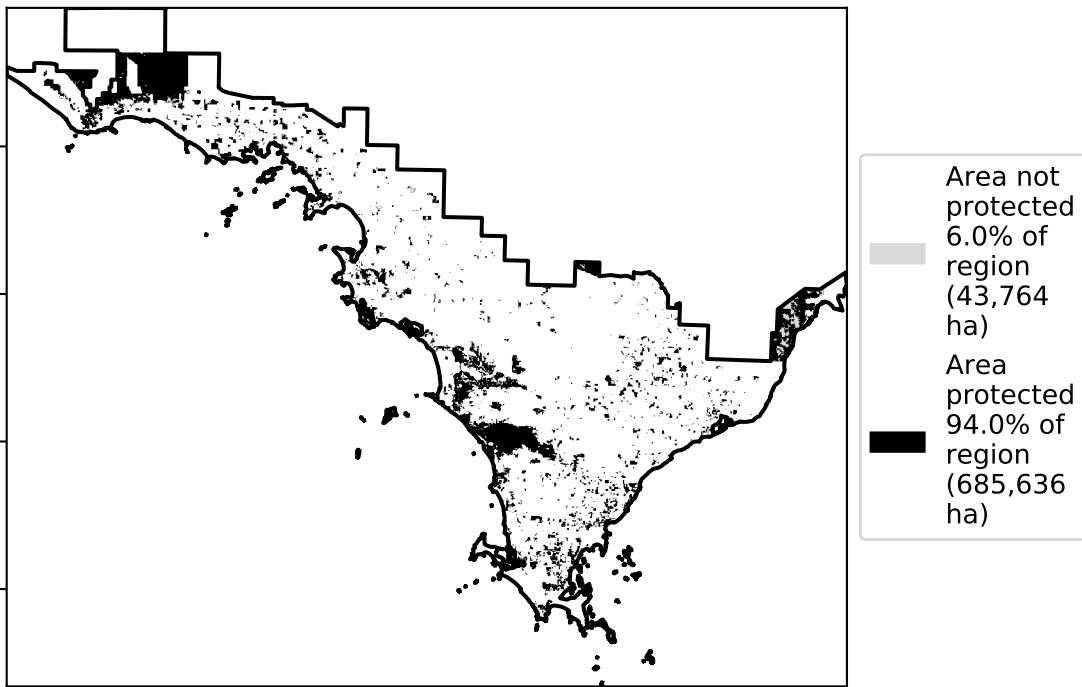 Area not
protected
6.0% of
region
(43,764
ha)
Area
protected
94.0% of
region
(685,636
ha)